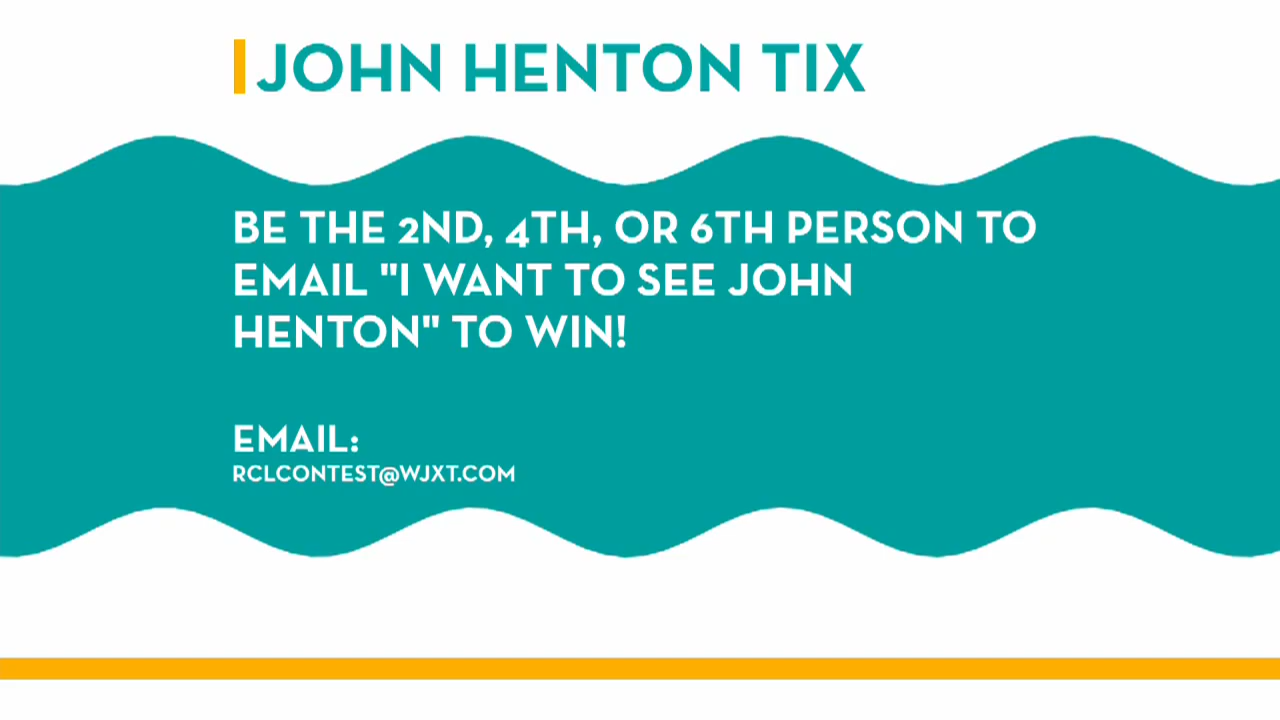 JOHN HENTON TIX
BE THE 2ND, 4TH, OR 6TH PERSON TO
EMAIL "I WANT TO SEE JOHN
HENTON" TO WIN!
EMAIL:
RCLCONTEST@WJXT.COM